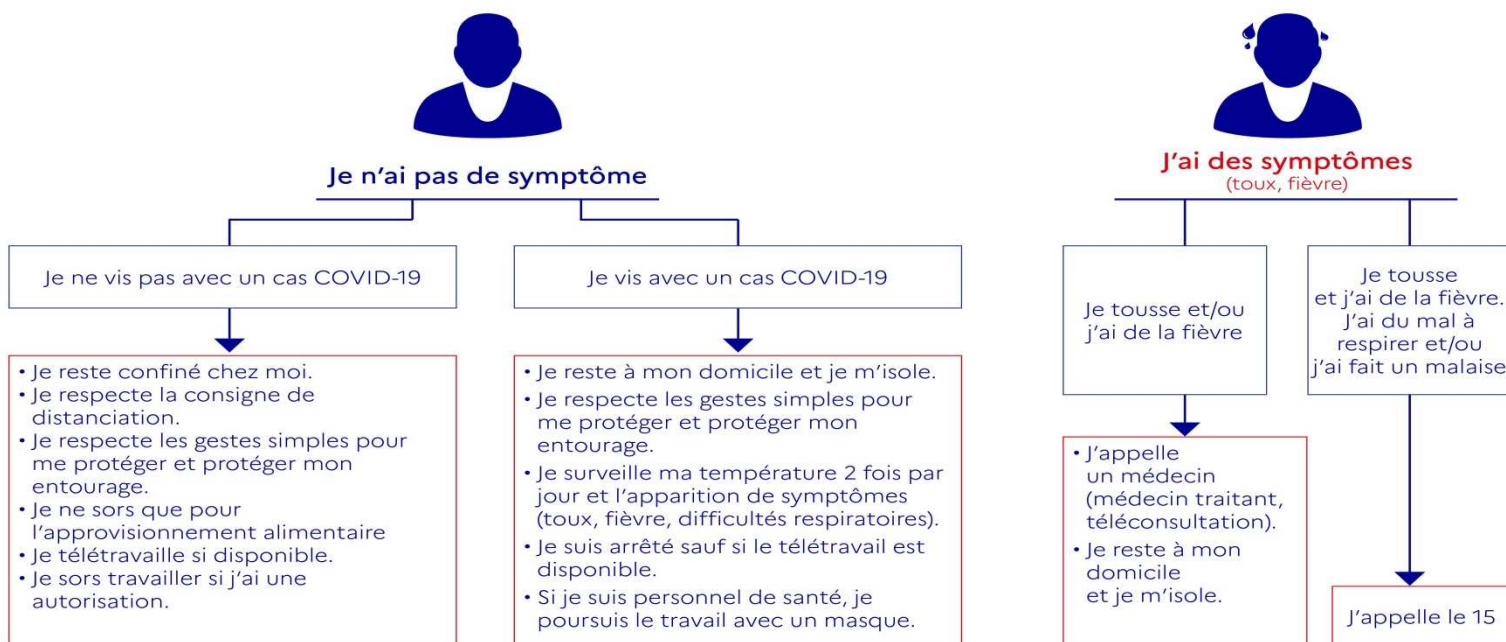 Je n'ai pas de symptôme
Je ne vis pas avec un cas COVID-19
• Je reste confiné chez moi.
• Je respecte la consigne de
distanciation.
• Je respecte les gestes simples pour
me protéger et protéger mon
entourage.
• Je ne sors que pour
l'approvisionnement alimentaire
• Je télétravaille si disponible.
• Je sors travailler si j'ai une
autorisation.
Je vis avec un cas COVID-19
• Je reste à mon domicile et je m'isole.
• Je respecte les gestes simples pour
me protéger et protéger mon
entourage.
• Je surveille ma température 2 fois par
jour et l'apparition de symptômes
(toux, fièvre, difficultés respiratoires).
• Je suis arrêté sauf si le télétravail est
disponible.
• Si je suis personnel de santé, je
poursuis le travail avec un masque.
J'ai des symptômes
(toux, fièvre)
Je tousse et/ou
j'ai de la fièvre
• J'appelle
un médecin
(médecin traitant,
téléconsultation).
• Je reste à mon
domicile
et je m'isole.
Je tousse
et j'ai de la fièvre.
J'ai du mal à
respirer et/ou
j'ai fait un malaise
J'appelle le 15